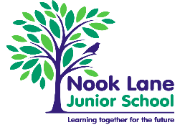 Nook Lane
Junior School
Learning together for the future